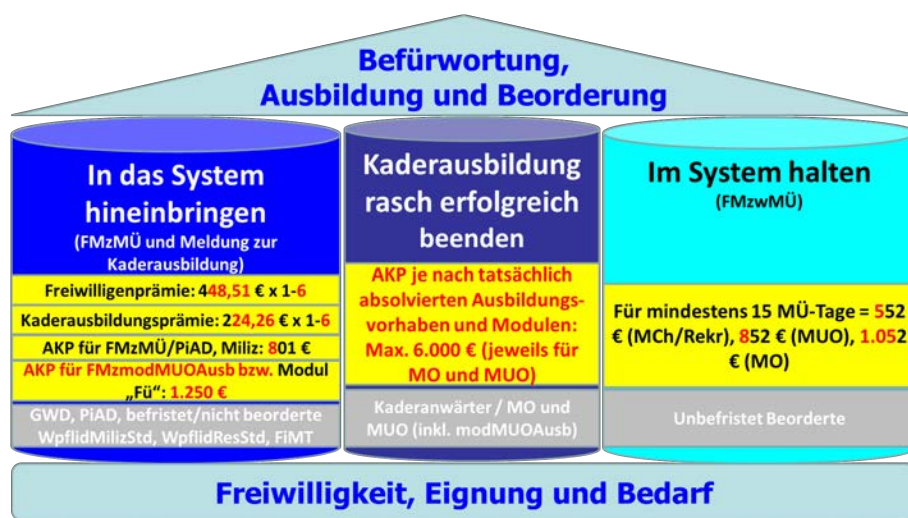 Befürwortung,
Ausbildung und Beorderung
In das System
hineinbringen
(FMzMÜ und Meldung zur
Kaderausbildung)
Freiwilligenprämie: 448,51 € x 1-6
Kaderausbildungsprämie: 224,26 € x 1-6
AKP für FMzMÜ/PiAD, Miliz: 801 €
AKP für FMzmodMUOAusb bzw. Modul
„Fü“: 1.250 €
GWD, PiAD, befristet/nicht beorderte
WpflidMilizStd, WpflidResStd, FiMT
Kaderausbildung
rasch erfolgreich
beenden
AKP je nach tatsächlich
absolvierten Ausbildungs-
vorhaben und Modulen:
Max. 6.000 € (jeweils für
MO und MUO)
Kaderanwärter / MO und
MUO (inkl. modMUOAusb)
Im System halten
(FMzwMÜ)
Für mindestens 15 MÜ-Tage = 552
€ (MCh/Rekr), 852 € (MUO), 1.052
€ (MO)
Unbefristet Beorderte
Freiwilligkeit, Eignung und Bedarf